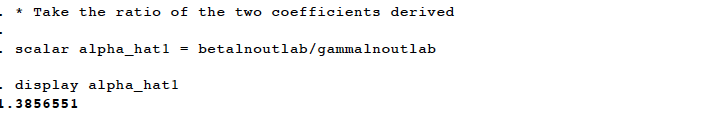 . * Take the ratio of the two coefficients derived
.
. scalar alpha_hat1 = betalnoutlab/gammalnoutlab
. display alpha_hat1
1.3856551